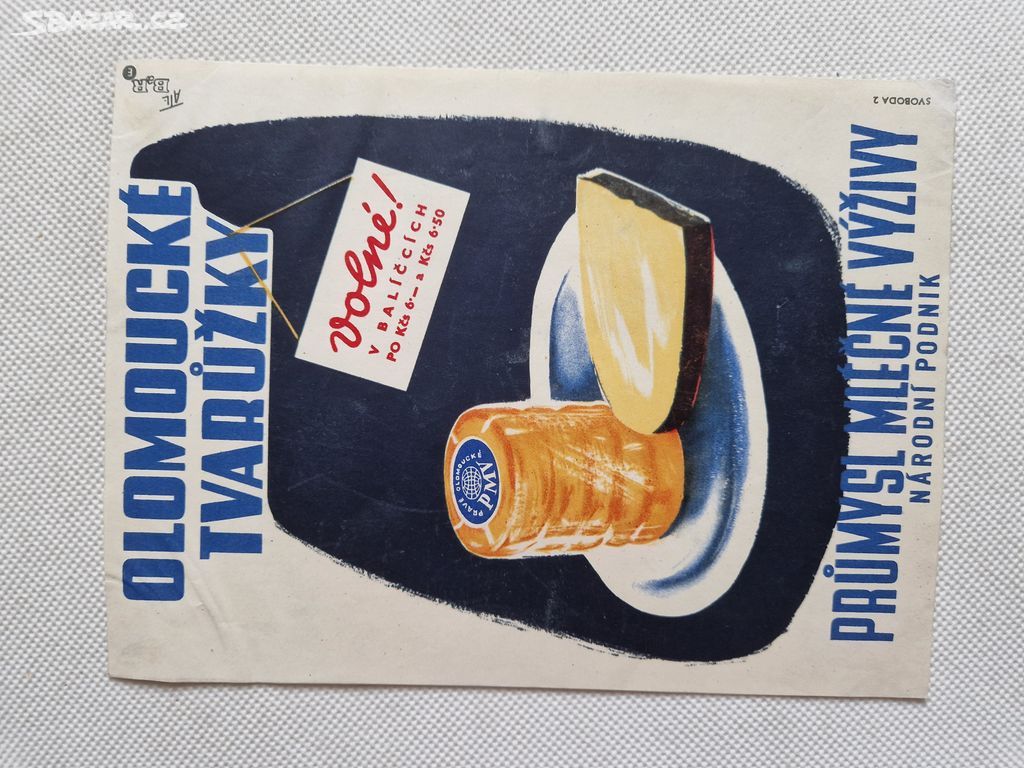 SBAZAR.CZ
ATL
B.R
E
OLOMOUCKÉ
TVARŮŽKY
volné!
V BALÍČCÍCH
PO Kčs 6·— a Kčs 6·50
PRAVÉ OLOMOUCKÉ
PMV
PRŮMYSL MLÉČNÉ VÝŽIVY
NÁRODNÍ PODNIK
SVOBODA 2